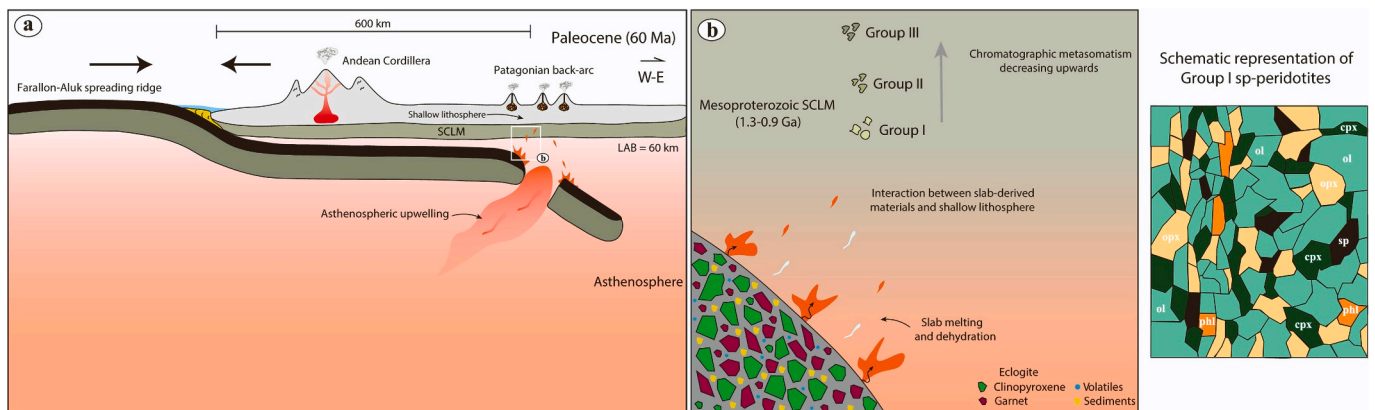 a
600 km
Paleocene (60 Ma)
Andean Cordillera
Patagonian back-arc
W-E
Farallon-Aluk spreading ridge
Shallow lithosphere
SCLM
LAB = 60 km
b
Asthenospheric upwelling
Asthenosphere
b
Group III
Chromatographic metasomatism
decreasing upwards
Group II
Mesoproterozoic SCLM
(1.3-0.9 Ga)
Group I
Interaction between slab-derived
materials and shallow lithosphere
Slab melting
and dehydration
Eclogite
Clinopyroxene
Volatiles
Garnet
Sediments
Schematic representation of
Group I sp-peridotites
cpx
ol
ol
opx
opx
sp
cpx
ol
phl
cpx
phl